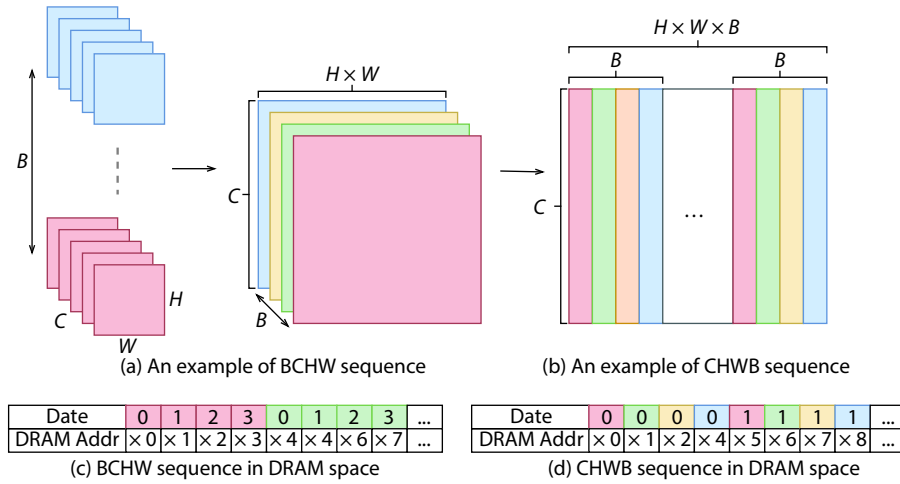 H × W × B
B B
H × W
B
C
C
...
H
B
C
W
(a) An example of BCHW sequence (b) An example of CHWB sequence
Date 0 1 2 3 0 1 2 3 ...
DRAM Addr ×0 ×1 ×2 ×3 ×4 ×4 ×6 ×7 ...
(c) BCHW sequence in DRAM space
Date 0 0 0 0 1 1 1 1 ...
DRAM Addr ×0 ×1 ×2 ×4 ×5 ×6 ×7 ×8 ...
(d) CHWB sequence in DRAM space